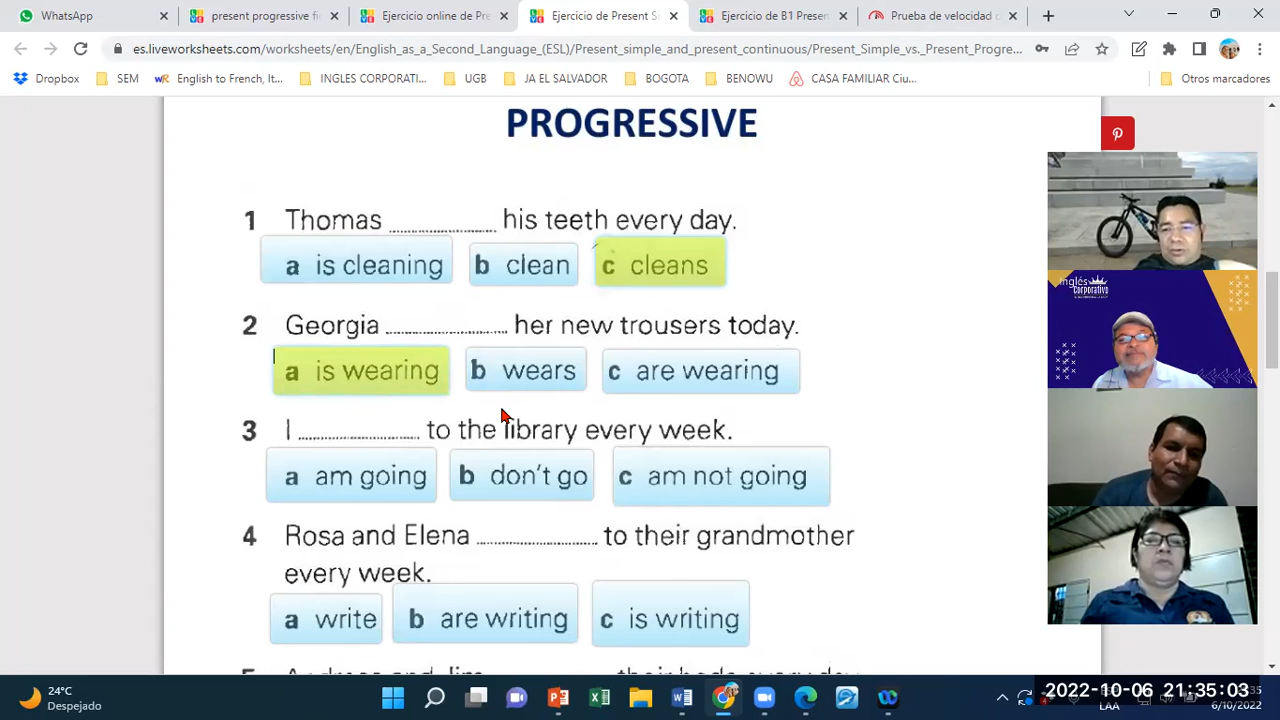 WhatsApp
present progressive fi
Ejercicio online de Pre
Ejercicio de Present Si
Ejercicio de B1 Presen
Prueba de velocidad c
es.liveworksheets.com/worksheets/en/English_as_a_Second_Language_(ESL)/Present_simple_and_present_continuous/Present_Simple_vs._Present_Progre...
Dropbox
SEM
English to French, It...
INGLES CORPORATI...
UGB
JA EL SALVADOR
BOGOTA
BENOWU
CASA FAMILIAR Ciu...
Otros marcadores
PROGRESSIVE
1 Thomas .................... his teeth every day.
a is cleaning b clean c cleans
2 Georgia .................... her new trousers today.
a is wearing b wears c are wearing
3 I .................... to the library every week.
a am going b don't go c am not going
4 Rosa and Elena .................... to their grandmother
every week.
a write b are writing c is writing
Inglés
Corporativo
24°C
Despejado
LAA
2022-10-06 21:35:03
6/10/2022